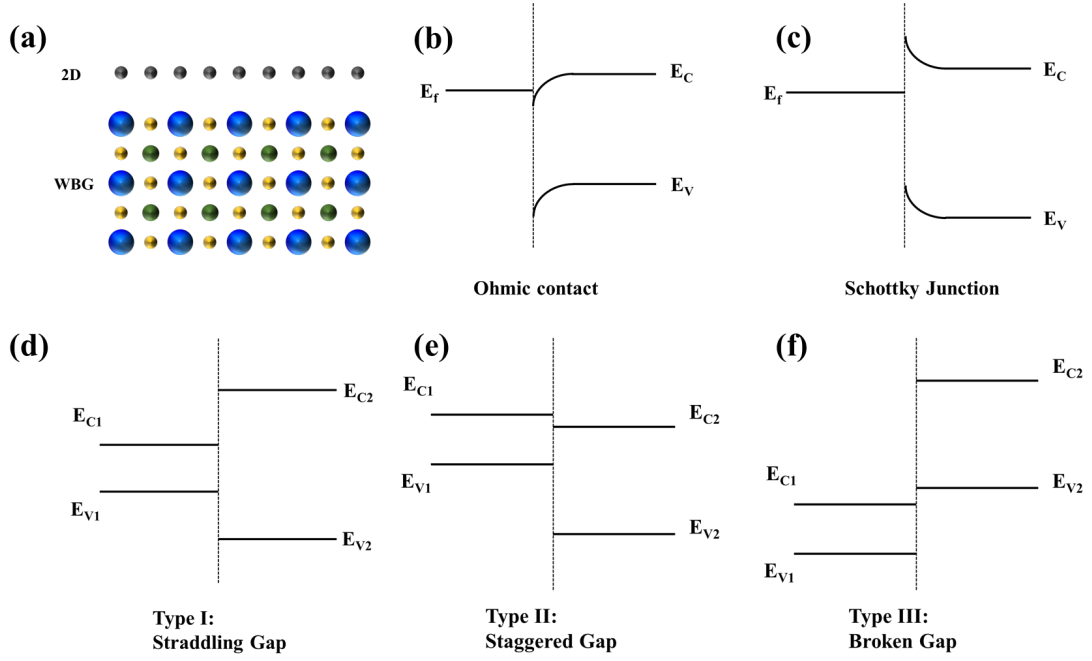 (a)
2D
WBG
(b)
E_f
E_C
E_V
Ohmic contact
(c)
E_f
E_C
E_V
Schottky Junction
(d)
E_C1
E_V1
E_C2
E_V2
Type I:
Straddling Gap
(e)
E_C1
E_V1
E_C2
E_V2
Type II:
Staggered Gap
(f)
E_C1
E_V1
E_C2
E_V2
Type III:
Broken Gap